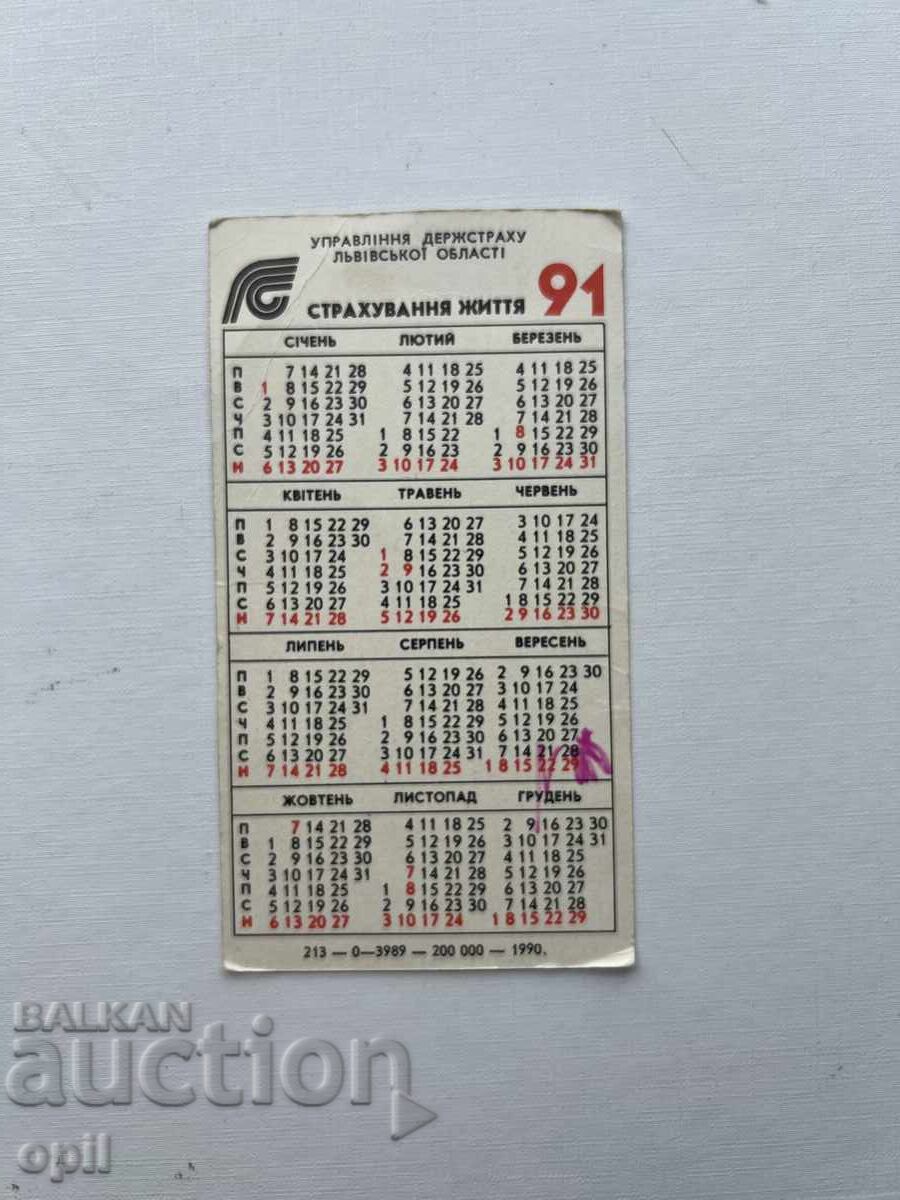 УПРАВЛІННЯ ДЕРЖСТРАХУ
ЛЬВІВСЬКОЇ ОБЛАСТІ
СТРАХУВАННЯ ЖИТТЯ 91
СІЧЕНЬ ЛЮТИЙ БЕРЕЗЕНЬ
П 7 14 21 28 4 11 18 25 4 11 18 25
В 1 8 15 22 29 5 12 19 26 5 12 19 26
С 2 9 16 23 30 6 13 20 27 6 13 20 27
Ч 3 10 17 24 31 7 14 21 28 7 14 21 28
П 4 11 18 25 1 8 15 22 1 8 15 22 29
С 5 12 19 26 2 9 16 23 2 9 16 23 30
Н 6 13 20 27 3 10 17 24 3 10 17 24 31
КВІТЕНЬ ТРАВЕНЬ ЧЕРВЕНЬ
П 1 8 15 22 29 6 13 20 27 3 10 17 24
В 2 9 16 23 30 7 14 21 28 4 11 18 25
С 3 10 17 24 1 8 15 22 29 5 12 19 26
Ч 4 11 18 25 2 9 16 23 30 6 13 20 27
П 5 12 19 26 3 10 17 24 31 7 14 21 28
С 6 13 20 27 4 11 18 25 1 8 15 22 29
Н 7 14 21 28 5 12 19 26 2 9 16 23 30
ЛИПЕНЬ СЕРПЕНЬ ВЕРЕСЕНЬ
П 1 8 15 22 29 5 12 19 26 2 9 16 23 30
В 2 9 16 23 30 6 13 20 27 3 10 17 24
С 3 10 17 24 31 7 14 21 28 4 11 18 25
Ч 4 11 18 25 1 8 15 22 29 5 12 19 26
П 5 12 19 26 2 9 16 23 30 6 13 20 27
С 6 13 20 27 3 10 17 24 31 7 14 21 28
Н 7 14 21 28 4 11 18 25 1 8 15 22 29
ЖОВТЕНЬ ЛИСТОПАД ГРУДЕНЬ
П 7 14 21 28 4 11 18 25 2 9 16 23 30
В 1 8 15 22 29 5 12 19 26 3 10 17 24 31
С 2 9 16 23 30 6 13 20 27 4 11 18 25
Ч 3 10 17 24 31 7 14 21 28 5 12 19 26
П 4 11 18 25 1 8 15 22 29 6 13 20 27
С 5 12 19 26 2 9 16 23 30 7 14 21 28
Н 6 13 20 27 3 10 17 24 1 8 15 22 29
213 — 0—3989 — 200 000 — 1990.
BALKAN
auction
opil